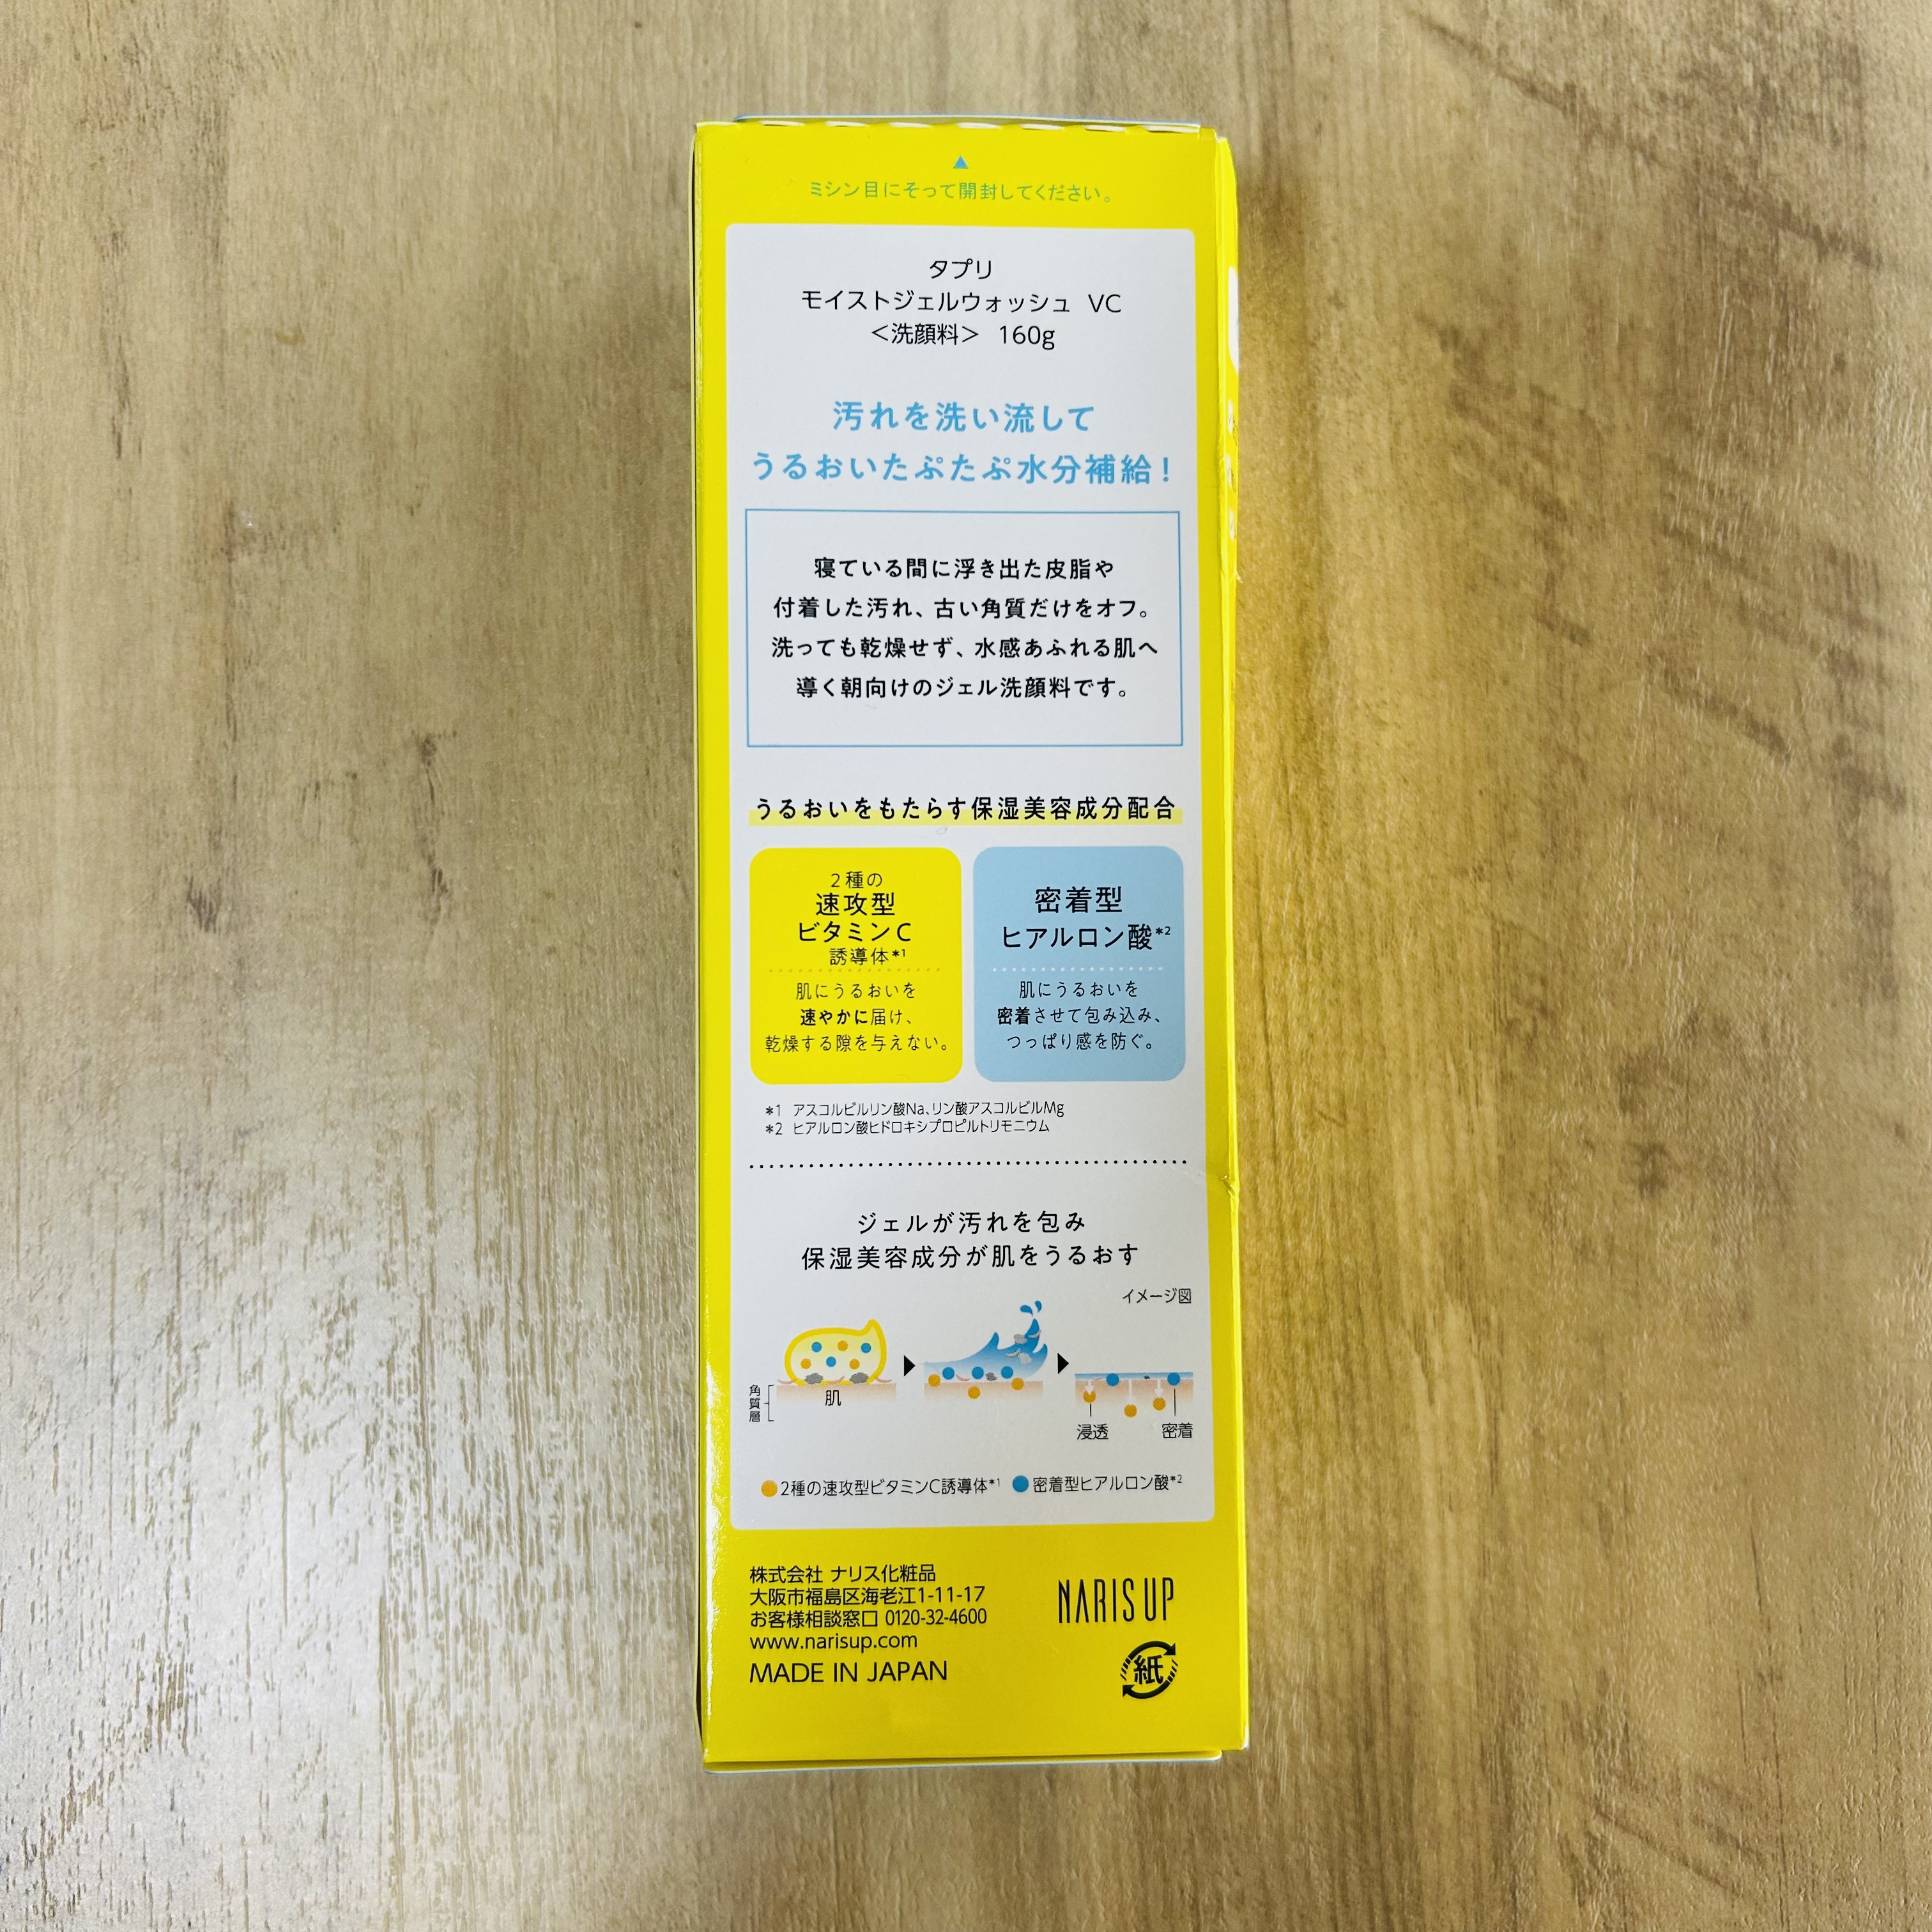 ミシン目にそって開封してください。
タプリ
モイストジェルウォッシュ VC
＜洗顔料＞ 160g
汚れを洗い流して
うるおいたぷたぷ水分補給！
寝ている間に浮き出た皮脂や
付着した汚れ、古い角質だけをオフ。
洗っても乾燥せず、水感あふれる肌へ
導く朝向けのジェル洗顔料です。
うるおいをもたらす保湿美容成分配合
2種の
速攻型
ビタミンC
誘導体*1
肌にうるおいを
速やかに届け、
乾燥する隙を与えない。
密着型
ヒアルロン酸*2
肌にうるおいを
密着させて包み込み、
つっぱり感を防ぐ。
*1 アスコルビルリン酸Na、リン酸アスコルビルMg
*2 ヒアルロン酸ヒドロキシプロピルトリモニウム
ジェルが汚れを包み
保湿美容成分が肌をうるおす
イメージ図
角質層
肌
浸透
密着
2種の速攻型ビタミンC誘導体*1 密着型ヒアルロン酸*2
株式会社 ナリス化粧品
大阪市福島区海老江1-11-17
お客様相談窓口 0120-32-4600
www.narisup.com
MADE IN JAPAN
NARIS UP
紙